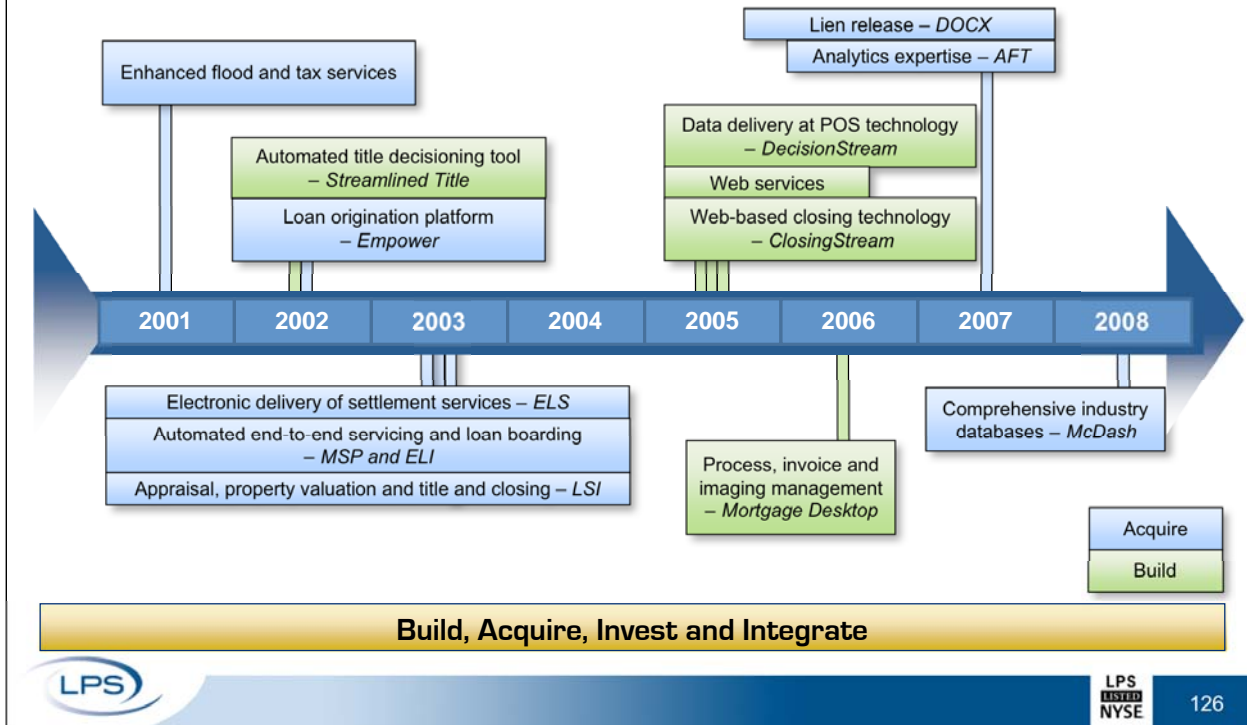 Lien release – DOCX
Analytics expertise – AFT
Enhanced flood and tax services
Data delivery at POS technology
– DecisionStream
Automated title decisioning tool
– Streamlined Title
Web services
Loan origination platform
– Empower
Web-based closing technology
– ClosingStream
2001 2002 2003 2004 2005 2006 2007 2008
Electronic delivery of settlement services – ELS
Automated end-to-end servicing and loan boarding
– MSP and ELI
Appraisal, property valuation and title and closing – LSI
Comprehensive industry
databases – McDash
Process, invoice and
imaging management
– Mortgage Desktop
Acquire
Build
Build, Acquire, Invest and Integrate
LPS
LPS
LISTED
NYSE
126